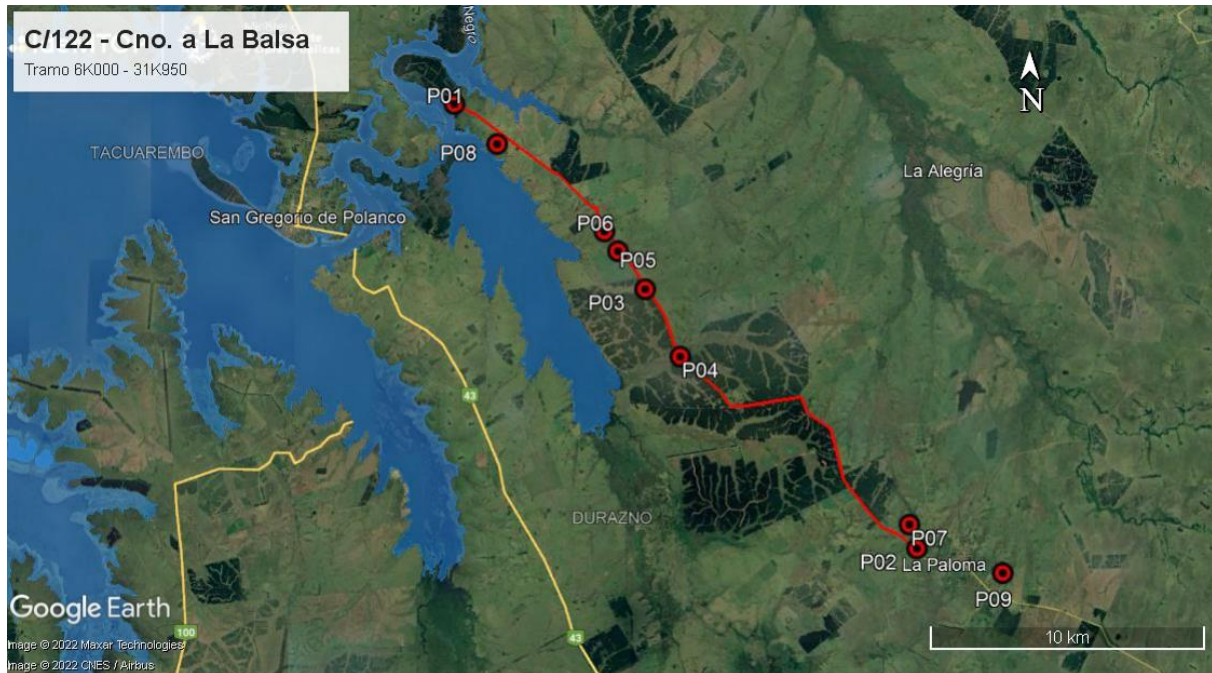 C/122 - Cno. a La Balsa
Tramo 6K000 - 31K950
P01
P08
N
TACUAREMBO
La Alegría
San Gregorio de Polanco
P06
P05
P03
P04
43
DURAZNO
P07
P02 La Paloma
P09
Google Earth
100
43
10 km
Image © 2022 Maxar Technologies
Image © 2022 CNES / Airbus